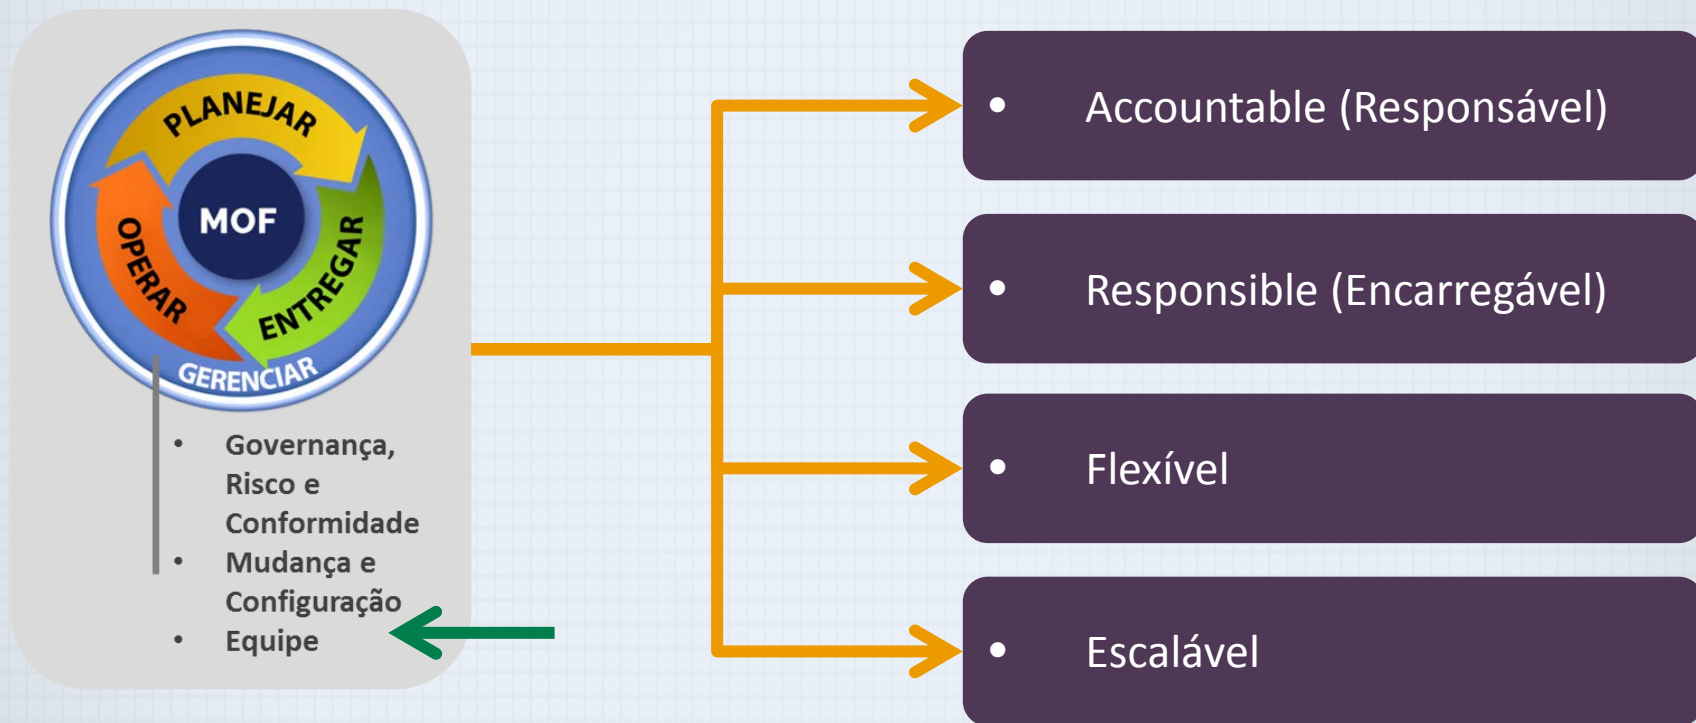 PLANEJAR
MOF
OPERAR
ENTREGAR
GERENCIAR
• Governança,
Risco e
Conformidade
• Mudança e
Configuração
• Equipe
• Accountable (Responsável)
• Responsible (Encarregável)
• Flexível
• Escalável